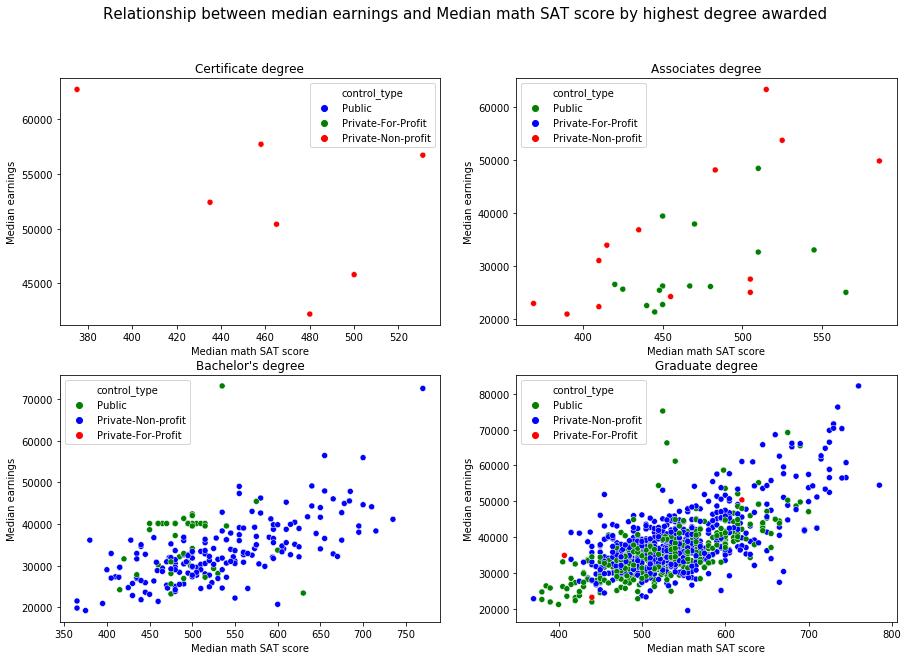 Relationship between median earnings and Median math SAT score by highest degree awarded
Certificate degree
control_type
Public
Private-For-Profit
Private-Non-profit
60000
55000
50000
45000
Median earnings
380 400 420 440 460 480 500 520
Median math SAT score
Associates degree
control_type
Public
Private-For-Profit
Private-Non-profit
60000
50000
40000
30000
20000
Median earnings
400 450 500 550
Median math SAT score
Bachelor's degree
control_type
Public
Private-Non-profit
Private-For-Profit
70000
60000
50000
40000
30000
20000
Median earnings
350 400 450 500 550 600 650 700 750
Median math SAT score
Graduate degree
control_type
Public
Private-Non-profit
Private-For-Profit
80000
70000
60000
50000
40000
30000
20000
Median earnings
400 500 600 700 800
Median math SAT score